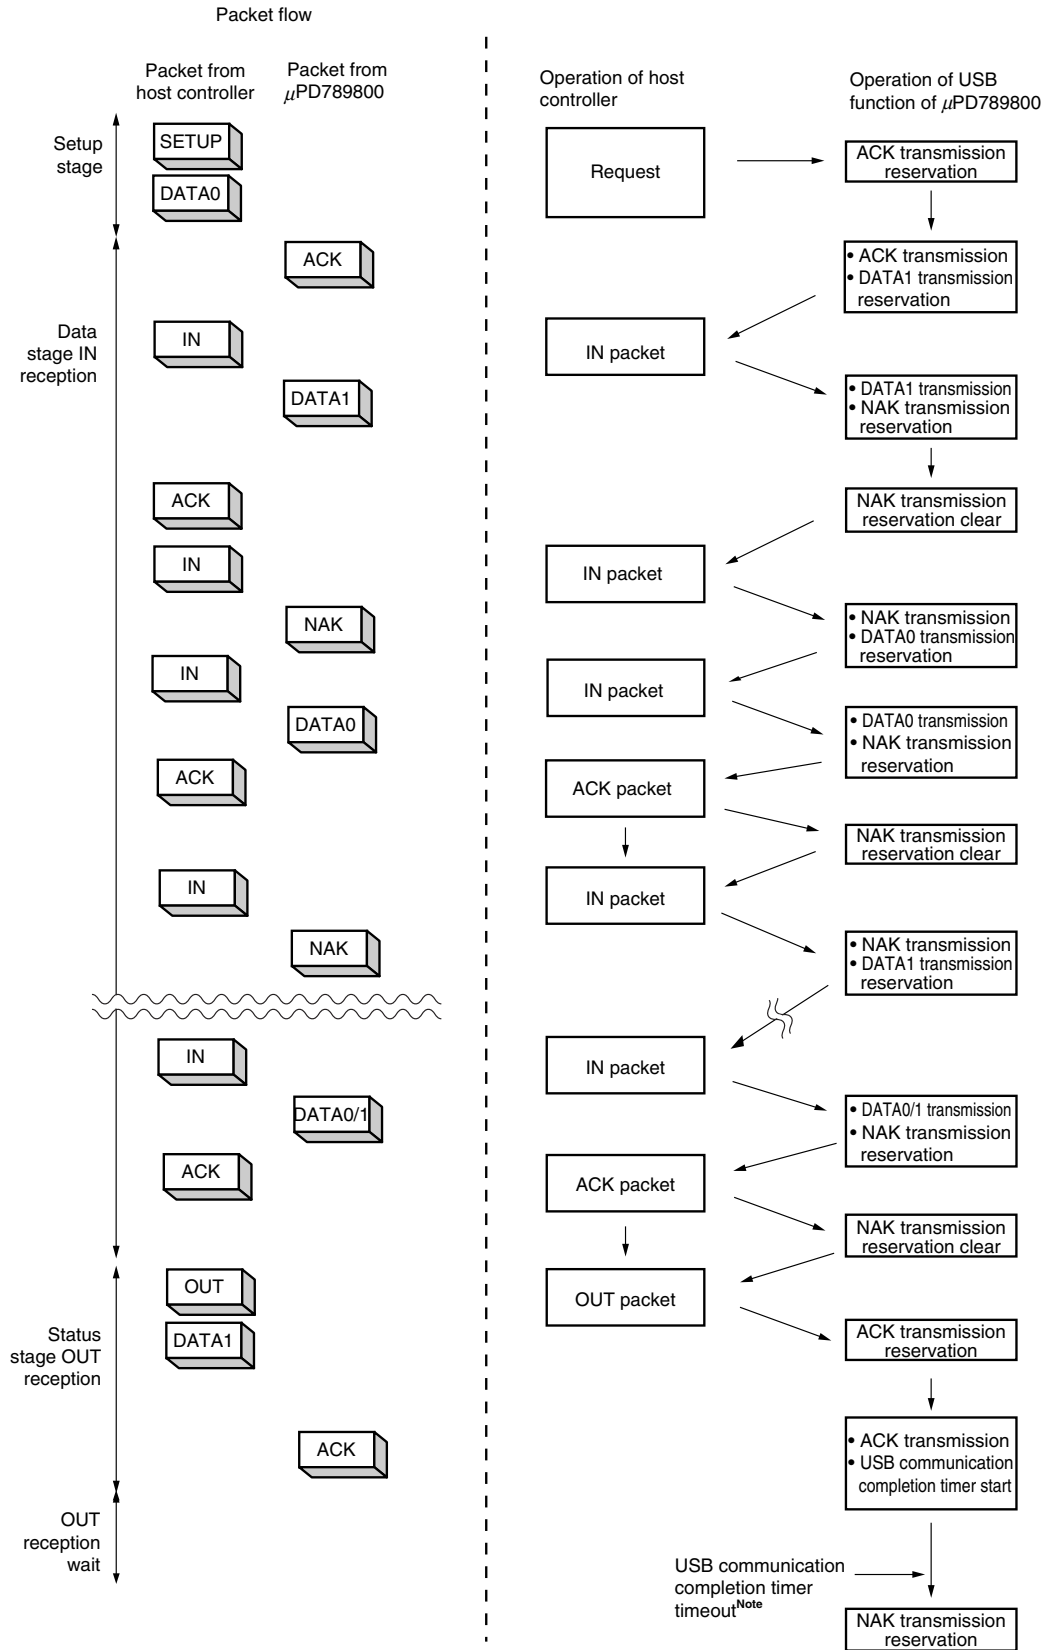 Packet flow
Packet from
host controller
Packet from
μPD789800
Operation of host
controller
Operation of USB
function of μPD789800
Setup
stage
SETUP
DATA0
Request
ACK transmission
reservation
ACK
• ACK transmission
• DATA1 transmission
reservation
Data
stage IN
reception
IN
IN packet
DATA1
• DATA1 transmission
• NAK transmission
reservation
ACK
NAK transmission
reservation clear
IN
IN packet
NAK
• NAK transmission
• DATA0 transmission
reservation
IN
IN packet
DATA0
• DATA0 transmission
• NAK transmission
reservation
ACK
ACK packet
NAK transmission
reservation clear
IN
IN packet
NAK
• NAK transmission
• DATA1 transmission
reservation
IN
IN packet
DATA0/1
• DATA0/1 transmission
• NAK transmission
reservation
ACK
ACK packet
NAK transmission
reservation clear
OUT
OUT packet
Status
stage OUT
reception
DATA1
ACK transmission
reservation
ACK
• ACK transmission
• USB communication
completion timer start
OUT
reception
wait
USB communication
completion timer
timeoutNote
NAK transmission
reservation